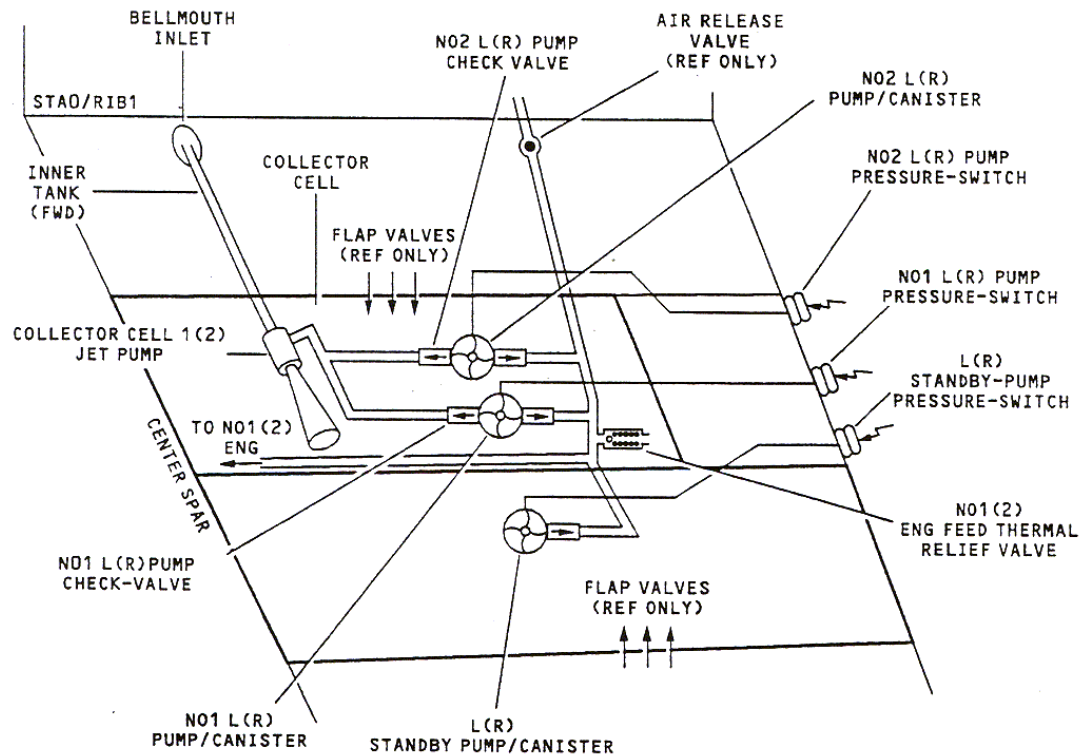 BELLMOUTH
INLET
NO2 L(R) PUMP
CHECK VALVE
AIR RELEASE
VALVE
(REF ONLY)
NO2 L(R)
PUMP/CANISTER
STA0/RIB1
INNER
TANK
(FWD)
COLLECTOR
CELL
NO2 L(R) PUMP
PRESSURE-SWITCH
FLAP VALVES
(REF ONLY)
NO1 L(R) PUMP
PRESSURE-SWITCH
COLLECTOR CELL 1(2)
JET PUMP
L(R)
STANDBY-PUMP
PRESSURE-SWITCH
TO NO1(2)
ENG
CENTER SPAR
NO1(2)
ENG FEED THERMAL
RELIEF VALVE
NO1 L(R)PUMP
CHECK-VALVE
FLAP VALVES
(REF ONLY)
NO1 L(R)
PUMP/CANISTER
L(R)
STANDBY PUMP/CANISTER